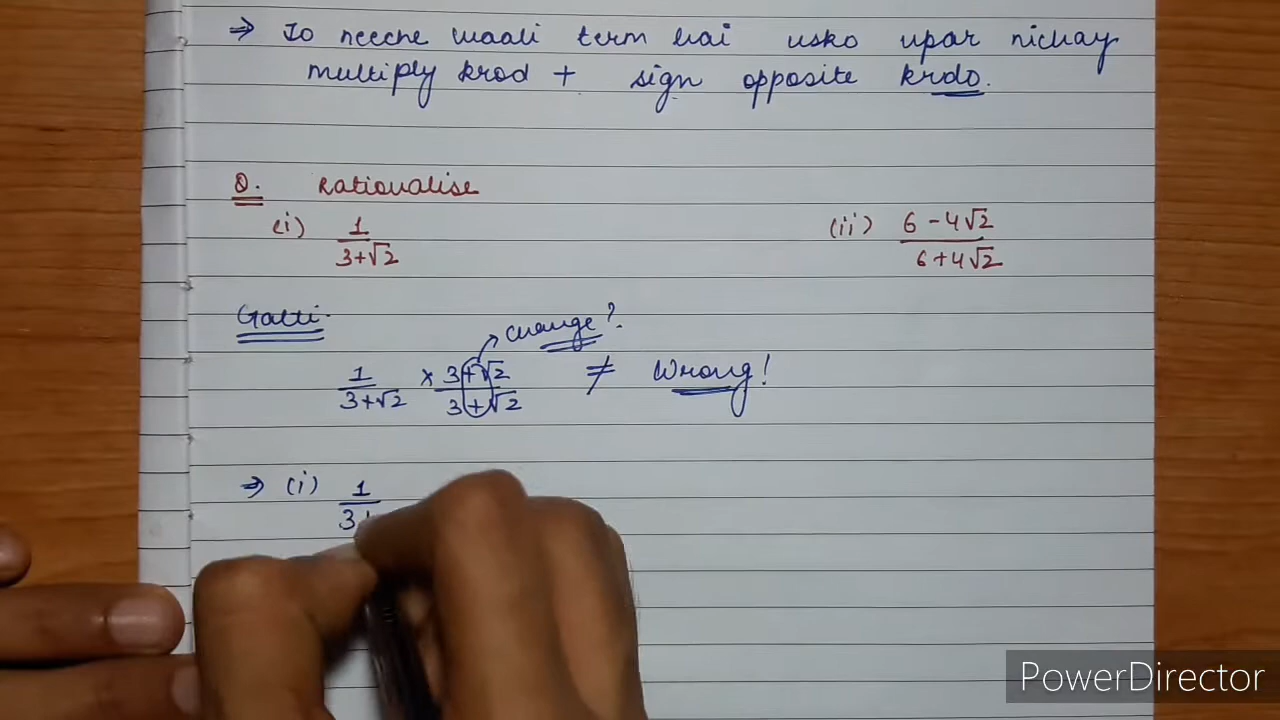 ⇒ Jo neeche waali term hai usko upar nichay
multiply krod + sign opposite krdo.
Q. Rationalise
(i) 1/3+√2 (ii) 6-4√2/6+4√2
Galti.
change?
1/3+√2 × 3+√2/3+√2 ≠ Wrong!
⇒ (i) 1/3+
PowerDirector